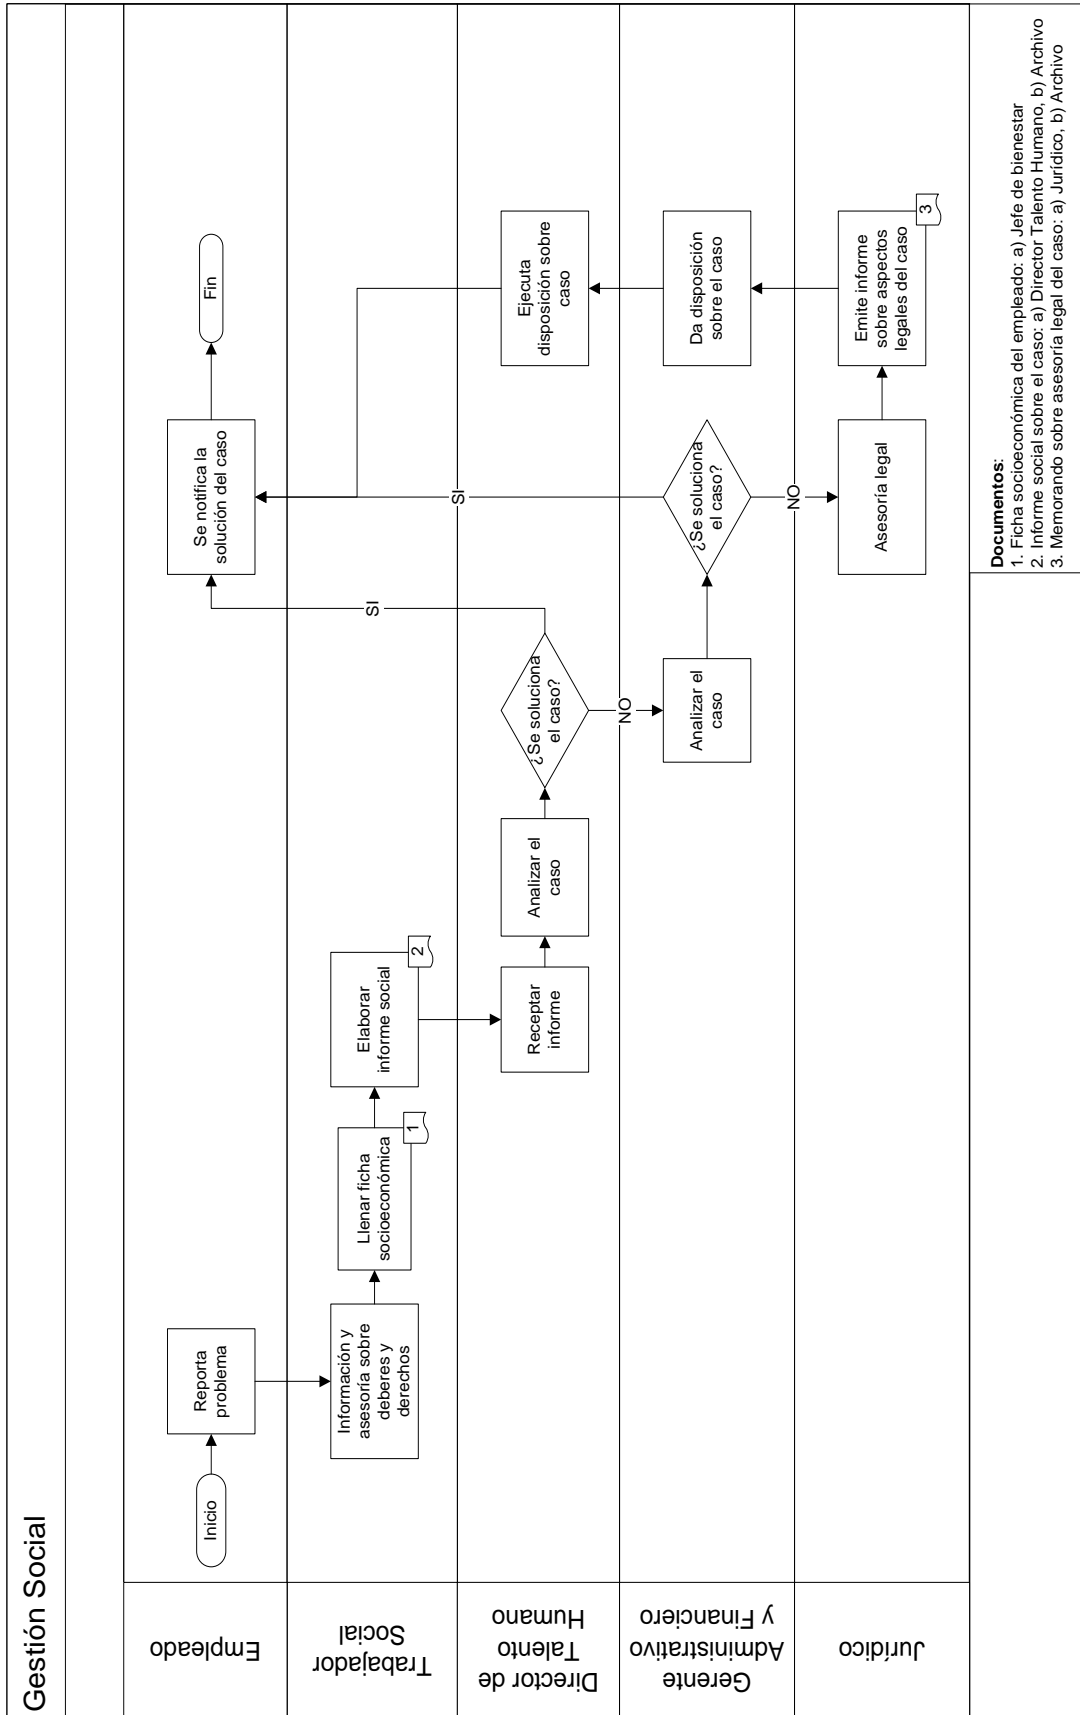 Gestión Social
Empleado
Inicio
Reporta
problema
Se notifica la
solución del caso
Fin
Trabajador
Social
Información y
asesoría sobre
deberes y
derechos
Llenar ficha
socioeconómica
1
Elaborar
informe social
2
SI
Director de
Talento
Humano
Receptar
informe
Analizar el
caso
¿Se soluciona
el caso?
SI
Ejecuta
disposición sobre
caso
Gerente
Administrativo
y Financiero
NO
Analizar el
caso
¿Se soluciona
el caso?
Da disposición
sobre el caso
Jurídico
NO
Asesoría legal
Emite informe
sobre aspectos
legales del caso
3
Documentos:
1. Ficha socioeconómica del empleado: a) Jefe de bienestar
2. Informe social sobre el caso: a) Director Talento Humano, b) Archivo
3. Memorando sobre asesoría legal del caso: a) Jurídico, b) Archivo